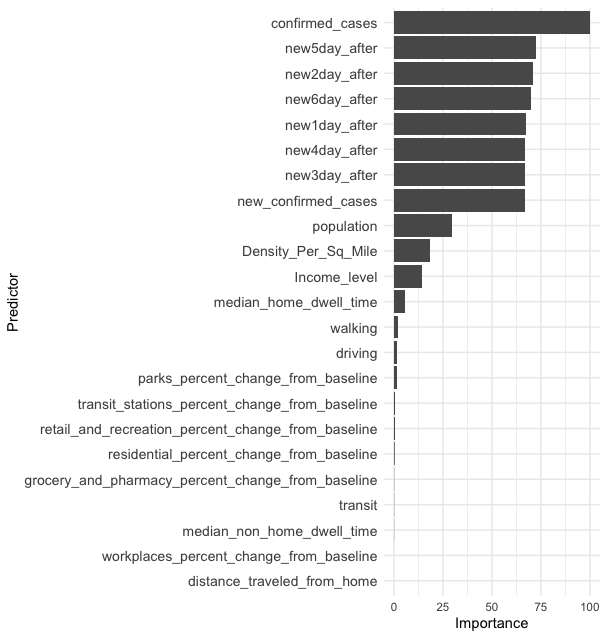 confirmed_cases
new5day_after
new2day_after
new6day_after
new1day_after
new4day_after
new3day_after
new_confirmed_cases
population
Density_Per_Sq_Mile
Income_level
median_home_dwell_time
walking
driving
parks_percent_change_from_baseline
transit_stations_percent_change_from_baseline
retail_and_recreation_percent_change_from_baseline
residential_percent_change_from_baseline
grocery_and_pharmacy_percent_change_from_baseline
transit
median_non_home_dwell_time
workplaces_percent_change_from_baseline
distance_traveled_from_home
Predictor
0 25 50 75 100
Importance